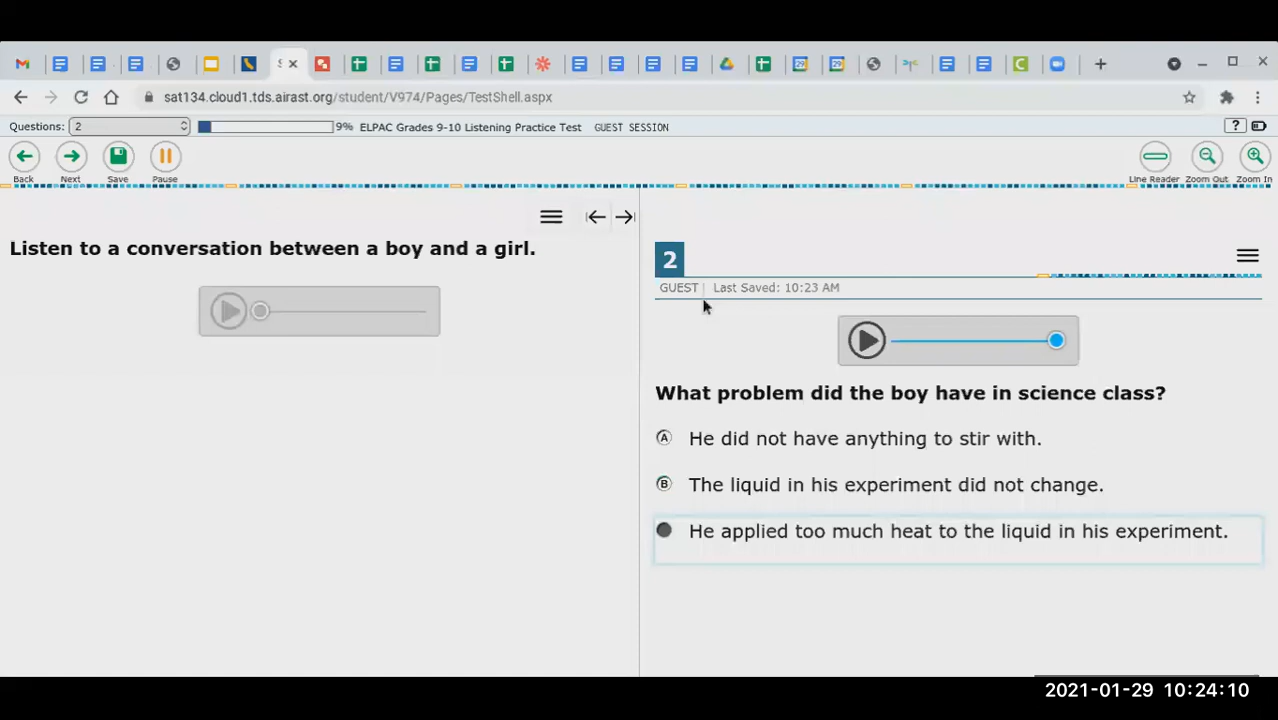 sat134.cloud1.tds.airast.org/student/V974/Pages/TestShell.aspx
Questions: 2 9% ELPAC Grades 9-10 Listening Practice Test GUEST SESSION ?
Back Next Save Pause Line Reader Zoom Out Zoom In
Listen to a conversation between a boy and a girl.
2
GUEST | Last Saved: 10:23 AM
What problem did the boy have in science class?
A He did not have anything to stir with.
B The liquid in his experiment did not change.
He applied too much heat to the liquid in his experiment.
2021-01-29 10:24:10